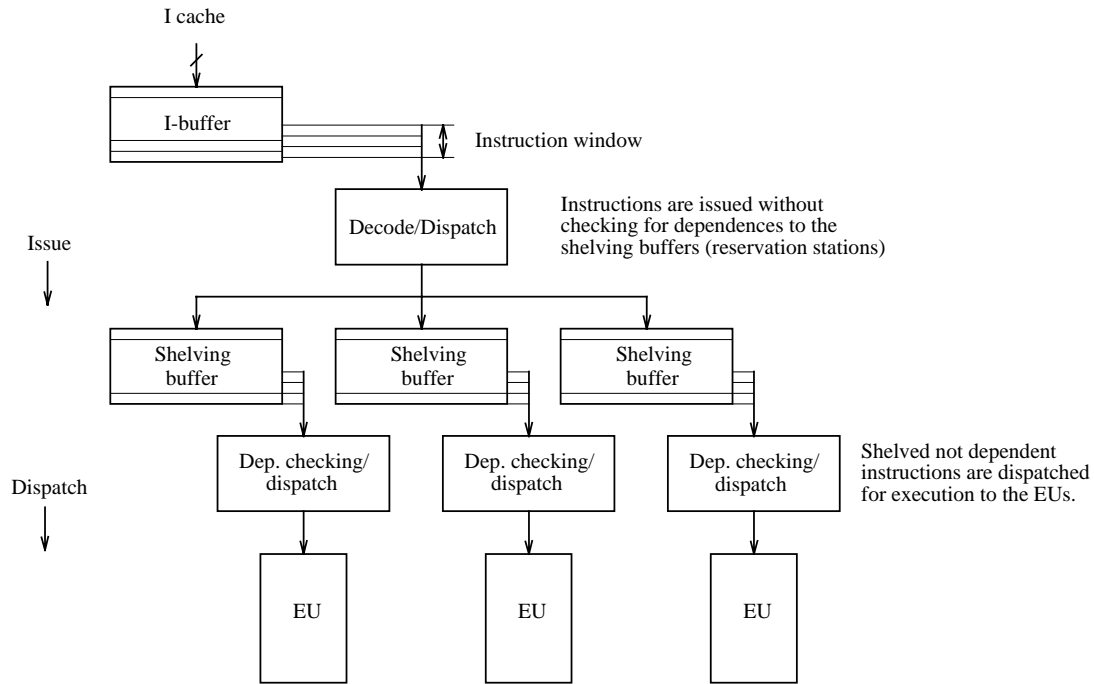 I cache
I-buffer
Instruction window
Decode/Dispatch
Instructions are issued without
checking for dependences to the
shelving buffers (reservation stations)
Issue
Shelving
buffer
Shelving
buffer
Shelving
buffer
Dep. checking/
dispatch
Dep. checking/
dispatch
Dep. checking/
dispatch
Shelved not dependent
instructions are dispatched
for execution to the EUs.
Dispatch
EU
EU
EU